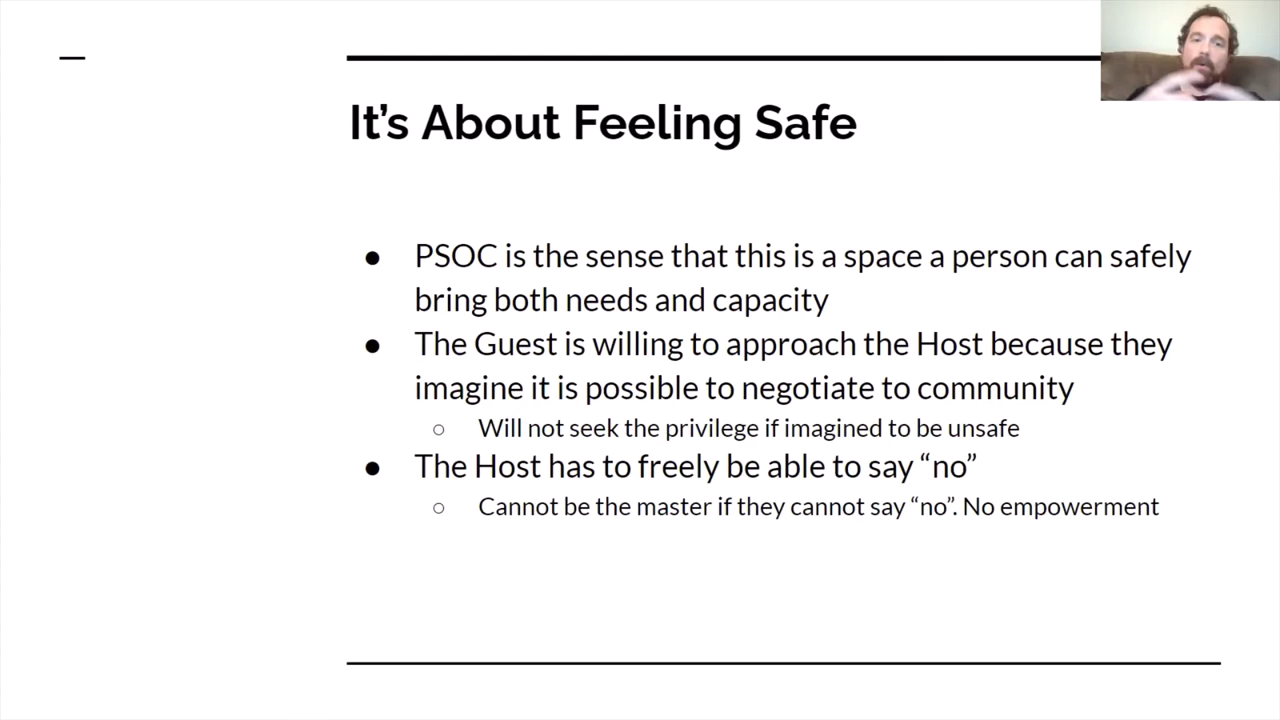 It’s About Feeling Safe
● PSOC is the sense that this is a space a person can safely
bring both needs and capacity
● The Guest is willing to approach the Host because they
imagine it is possible to negotiate to community
○ Will not seek the privilege if imagined to be unsafe
● The Host has to freely be able to say “no”
○ Cannot be the master if they cannot say “no”. No empowerment